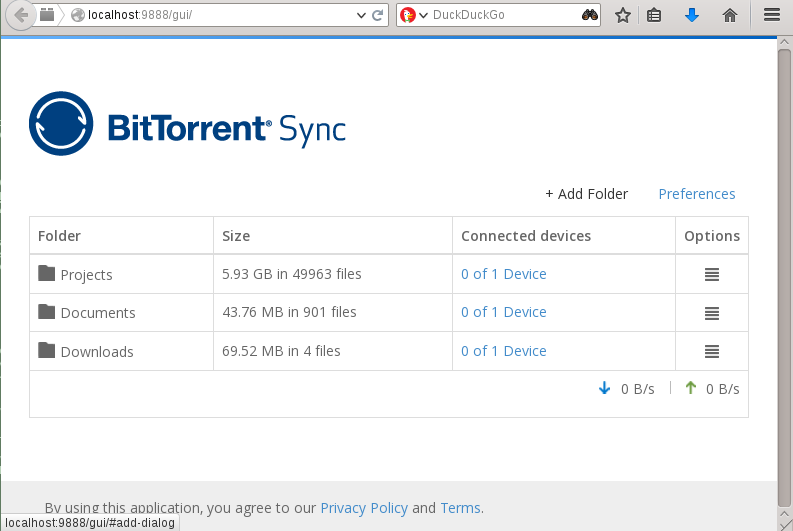 localhost:9888/gui/ DuckDuckGo
BitTorrent® Sync
+ Add Folder Preferences
Folder Size Connected devices Options
Projects 5.93 GB in 49963 files 0 of 1 Device
Documents 43.76 MB in 901 files 0 of 1 Device
Downloads 69.52 MB in 4 files 0 of 1 Device
0 B/s 0 B/s
By using this application, you agree to our Privacy Policy and Terms.
localhost:9888/gui/#add-dialog